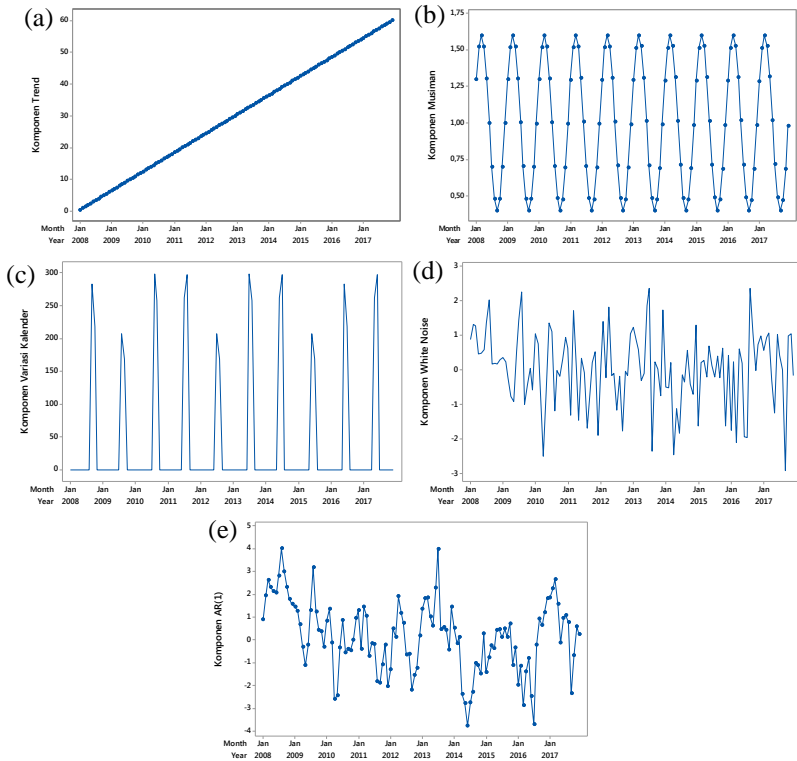 (a)
Komponen Trend
60
50
40
30
20
10
0
Month Jan Jan Jan Jan Jan Jan Jan Jan Jan Jan
Year 2008 2009 2010 2011 2012 2013 2014 2015 2016 2017
(b)
Komponen Musiman
1,75
1,50
1,25
1,00
0,75
0,50
Month Jan Jan Jan Jan Jan Jan Jan Jan Jan Jan
Year 2008 2009 2010 2011 2012 2013 2014 2015 2016 2017
(c)
Komponen Variasi Kalender
300
250
200
150
100
50
0
Month Jan Jan Jan Jan Jan Jan Jan Jan Jan Jan
Year 2008 2009 2010 2011 2012 2013 2014 2015 2016 2017
(d)
Komponen White Noise
3
2
1
0
-1
-2
-3
Month Jan Jan Jan Jan Jan Jan Jan Jan Jan Jan
Year 2008 2009 2010 2011 2012 2013 2014 2015 2016 2017
(e)
Komponen AR(1)
5
4
3
2
1
0
-1
-2
-3
-4
Month Jan Jan Jan Jan Jan Jan Jan Jan Jan Jan
Year 2008 2009 2010 2011 2012 2013 2014 2015 2016 2017